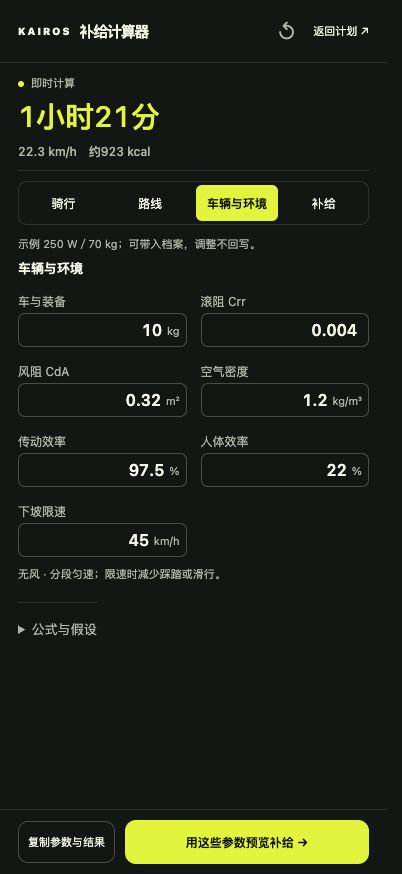 KAIROS 补给计算器 返回计划 ↗
即时计算
1小时21分
22.3 km/h 约923 kcal
骑行 路线 车辆与环境 补给
示例 250 W / 70 kg；可带入档案，调整不回写。
车辆与环境
车与装备 滚阻 Crr
10 kg 0.004
风阻 CdA 空气密度
0.32 m² 1.2 kg/m³
传动效率 人体效率
97.5 % 22 %
下坡限速
45 km/h
无风 · 分段匀速；限速时减少踩踏或滑行。
▶ 公式与假设
复制参数与结果 用这些参数预览补给 →